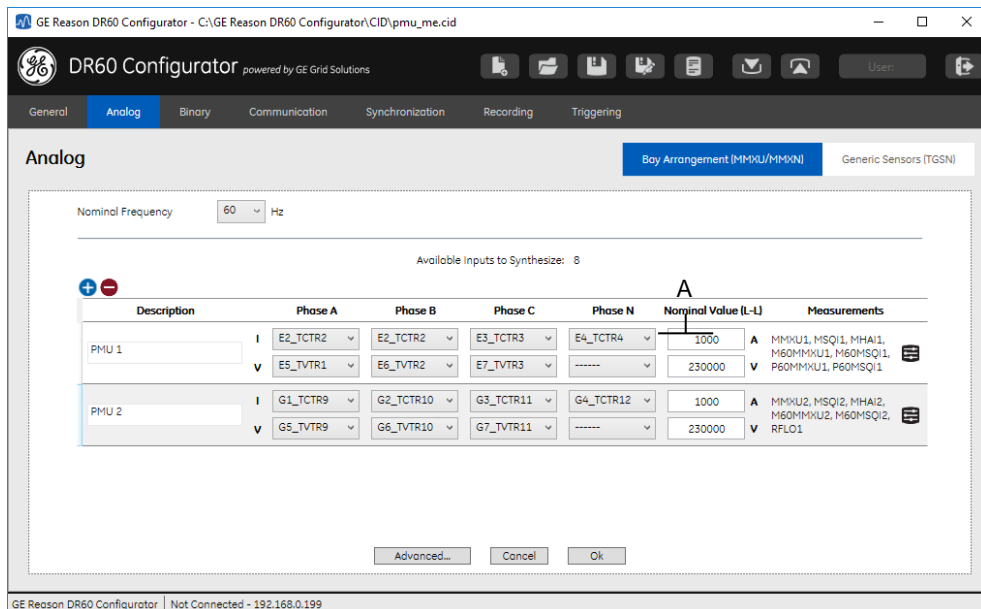 GE Reason DR60 Configurator - C:\GE Reason DR60 Configurator\CID\pmu_me.cid
DR60 Configurator powered by GE Grid Solutions
User:
General Analog Binary Communication Synchronization Recording Triggering
Analog
Bay Arrangement (MMXU/MMXN) Generic Sensors (TGSN)
Nominal Frequency 60 Hz
Available Inputs to Synthesize: 8
A
Description Phase A Phase B Phase C Phase N Nominal Value (L-L) Measurements
PMU 1
I E2_TCTR2 E2_TCTR2 E3_TCTR3 E4_TCTR4 1000 A
V E5_TVTR1 E6_TVTR2 E7_TVTR3 ------ 230000 V
MMXU1, MSQI1, MHAI1,
M60MMXU1, M60MSQI1,
P60MMXU1, P60MSQI1
PMU 2
I G1_TCTR9 G2_TCTR10 G3_TCTR11 G4_TCTR12 1000 A
V G5_TVTR9 G6_TVTR10 G7_TVTR11 ------ 230000 V
MMXU2, MSQI2, MHAI2,
M60MMXU2, M60MSQI2,
RFLO1
Advanced... Cancel Ok
GE Reason DR60 Configurator Not Connected - 192.168.0.199